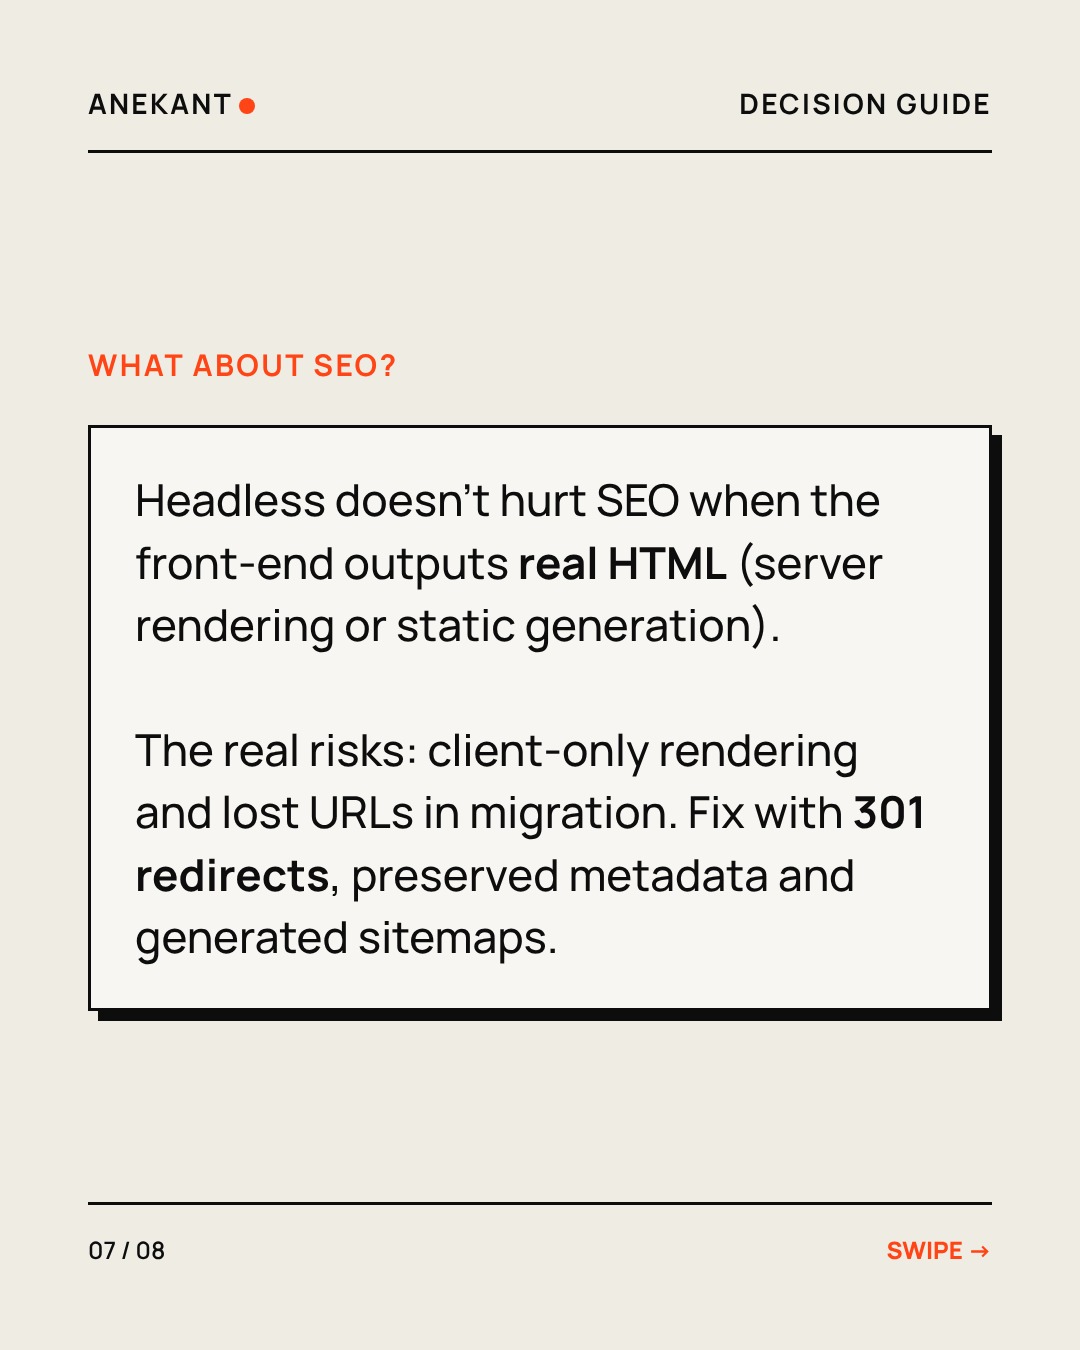 ANEKANT
DECISION GUIDE
WHAT ABOUT SEO?
Headless doesn’t hurt SEO when the
front-end outputs real HTML (server
rendering or static generation).
The real risks: client-only rendering
and lost URLs in migration. Fix with 301
redirects, preserved metadata and
generated sitemaps.
07 / 08
SWIPE →